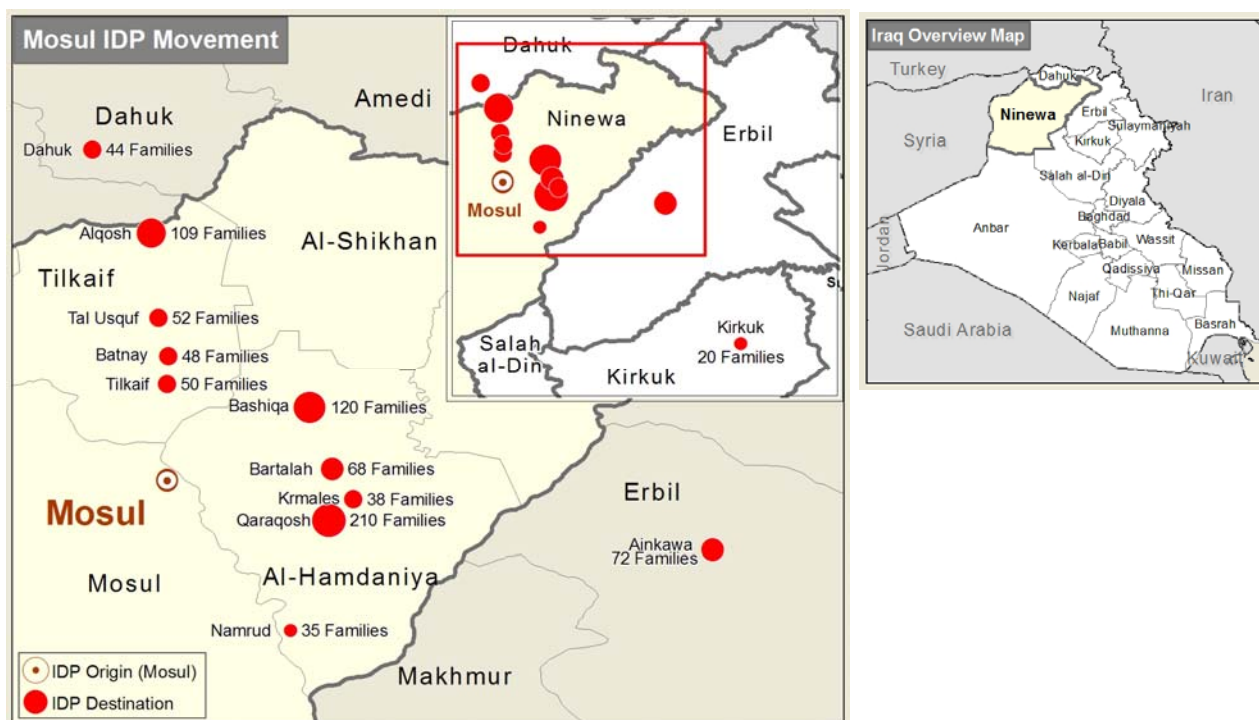 Mosul IDP Movement
Dahuk
Amedi
Dahuk 44 Families
Alqosh 109 Families
Al-Shikhan
Tilkaif
Tal Usquf 52 Families
Batnay 48 Families
Tilkaif 50 Families
Bashiqa 120 Families
Bartalah 68 Families
Krmales 38 Families
Qaraqosh 210 Families
Mosul
Erbil
Ainkawa
72 Families
Mosul
Al-Hamdaniya
Namrud 35 Families
Makhmur
IDP Origin (Mosul)
IDP Destination
Dahuk
Ninewa
Erbil
Mosul
Kirkuk
20 Families
Salah
al-Din
Kirkuk
Iraq Overview Map
Turkey
Dahuk
Iran
Ninewa
Erbil
Sulaymaniyah
Kirkuk
Syria
Salah al-Din
Diyala
Baghdad
Anbar
Jordan
Kerbala
Babil
Wassit
Qadissiya
Missan
Najaf
Thi-Qar
Saudi Arabia
Muthanna
Basrah
Kuwait